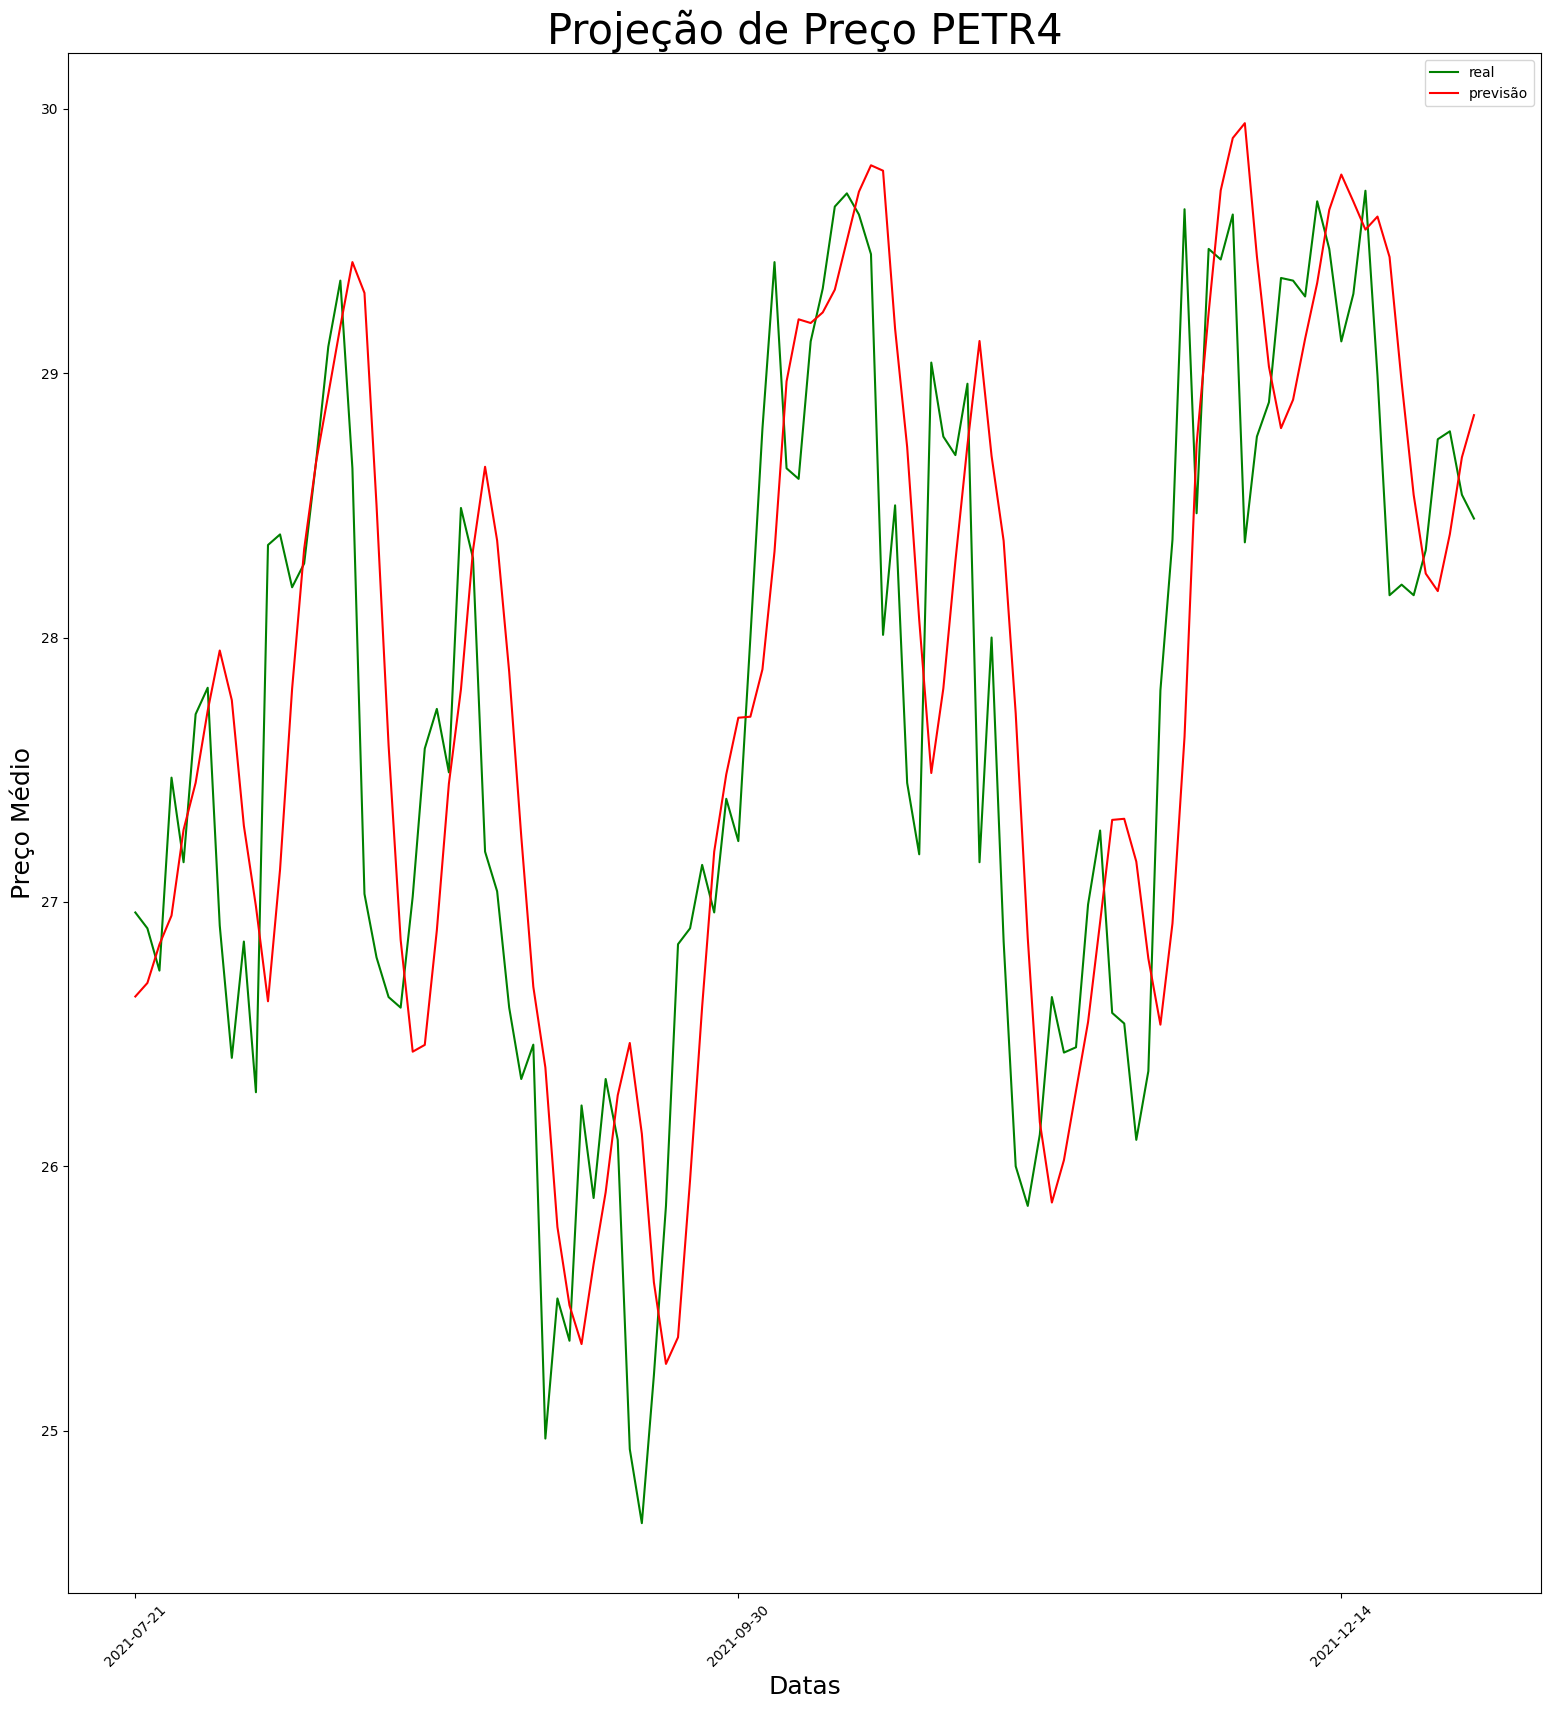 Projeção de Preço PETR4
real
previsão
30
29
28
27
26
25
Preço Médio
2021-07-21
2021-09-30
2021-12-14
Datas